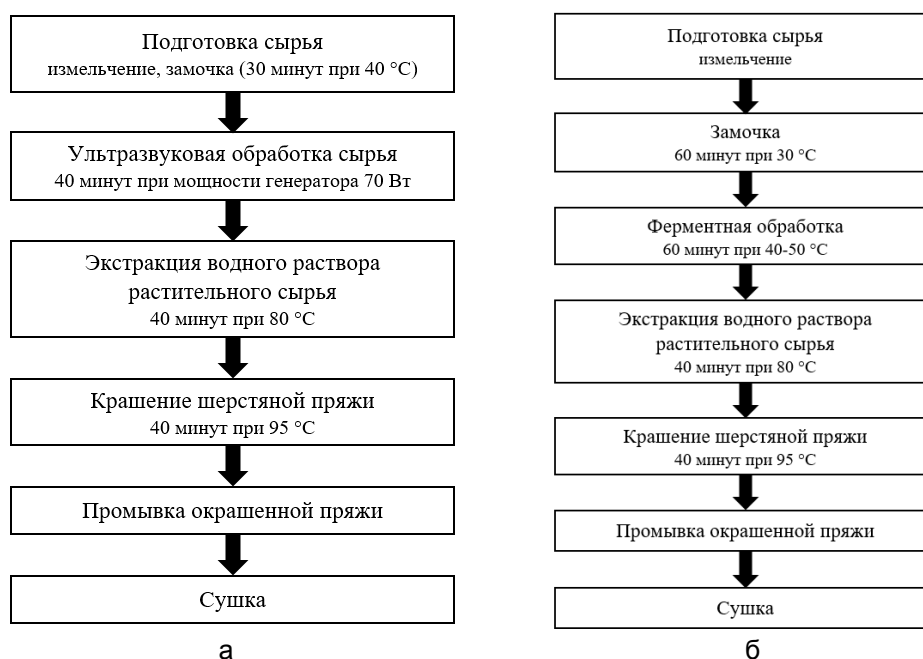 Подготовка сырья
измельчение, замочка (30 минут при 40 °C)
Ультразвуковая обработка сырья
40 минут при мощности генератора 70 Вт
Экстракция водного раствора
растительного сырья
40 минут при 80 °C
Крашение шерстяной пряжи
40 минут при 95 °C
Промывка окрашенной пряжи
Сушка
а
Подготовка сырья
измельчение
Замочка
60 минут при 30 °C
Ферментная обработка
60 минут при 40-50 °C
Экстракция водного раствора
растительного сырья
40 минут при 80 °C
Крашение шерстяной пряжи
40 минут при 95 °C
Промывка окрашенной пряжи
Сушка
б